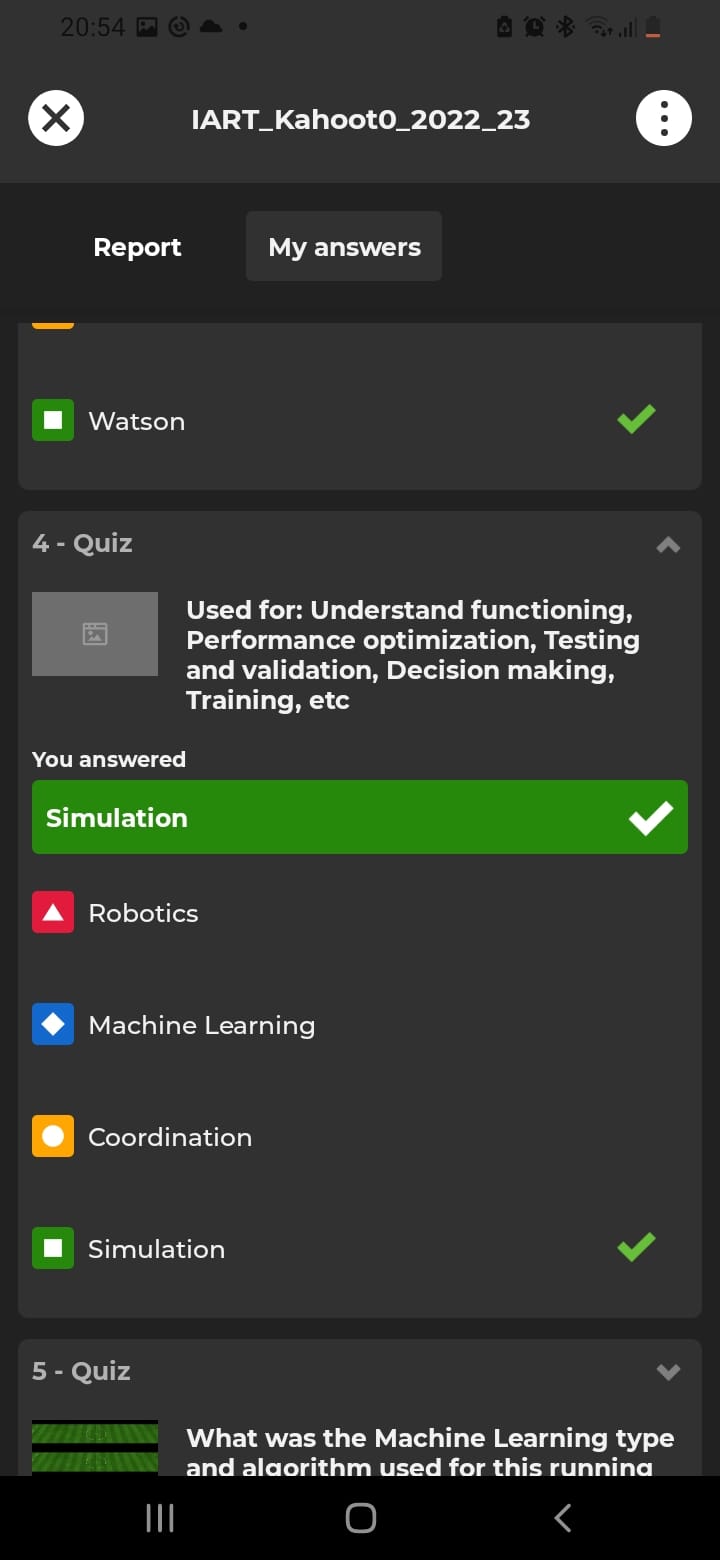 20:54
IART_Kahoot0_2022_23
Report
My answers
Watson
4 - Quiz
Used for: Understand functioning,
Performance optimization, Testing
and validation, Decision making,
Training, etc
You answered
Simulation
Robotics
Machine Learning
Coordination
Simulation
5 - Quiz
What was the Machine Learning type
and algorithm used for this running